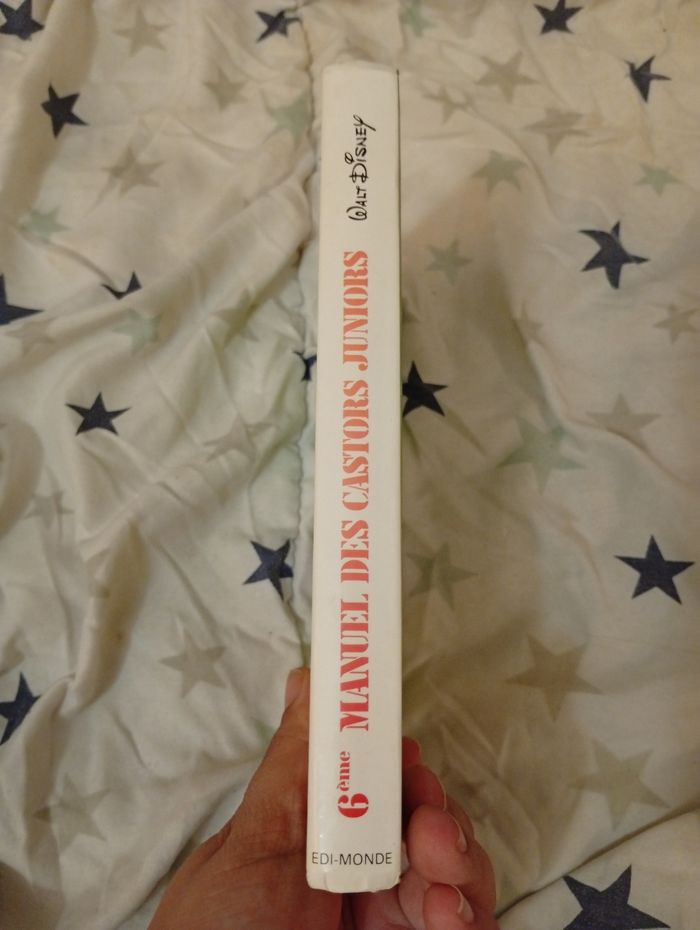 6ème MANUEL DES CASTORS JUNIORS
WALT DISNEY
EDI-MONDE